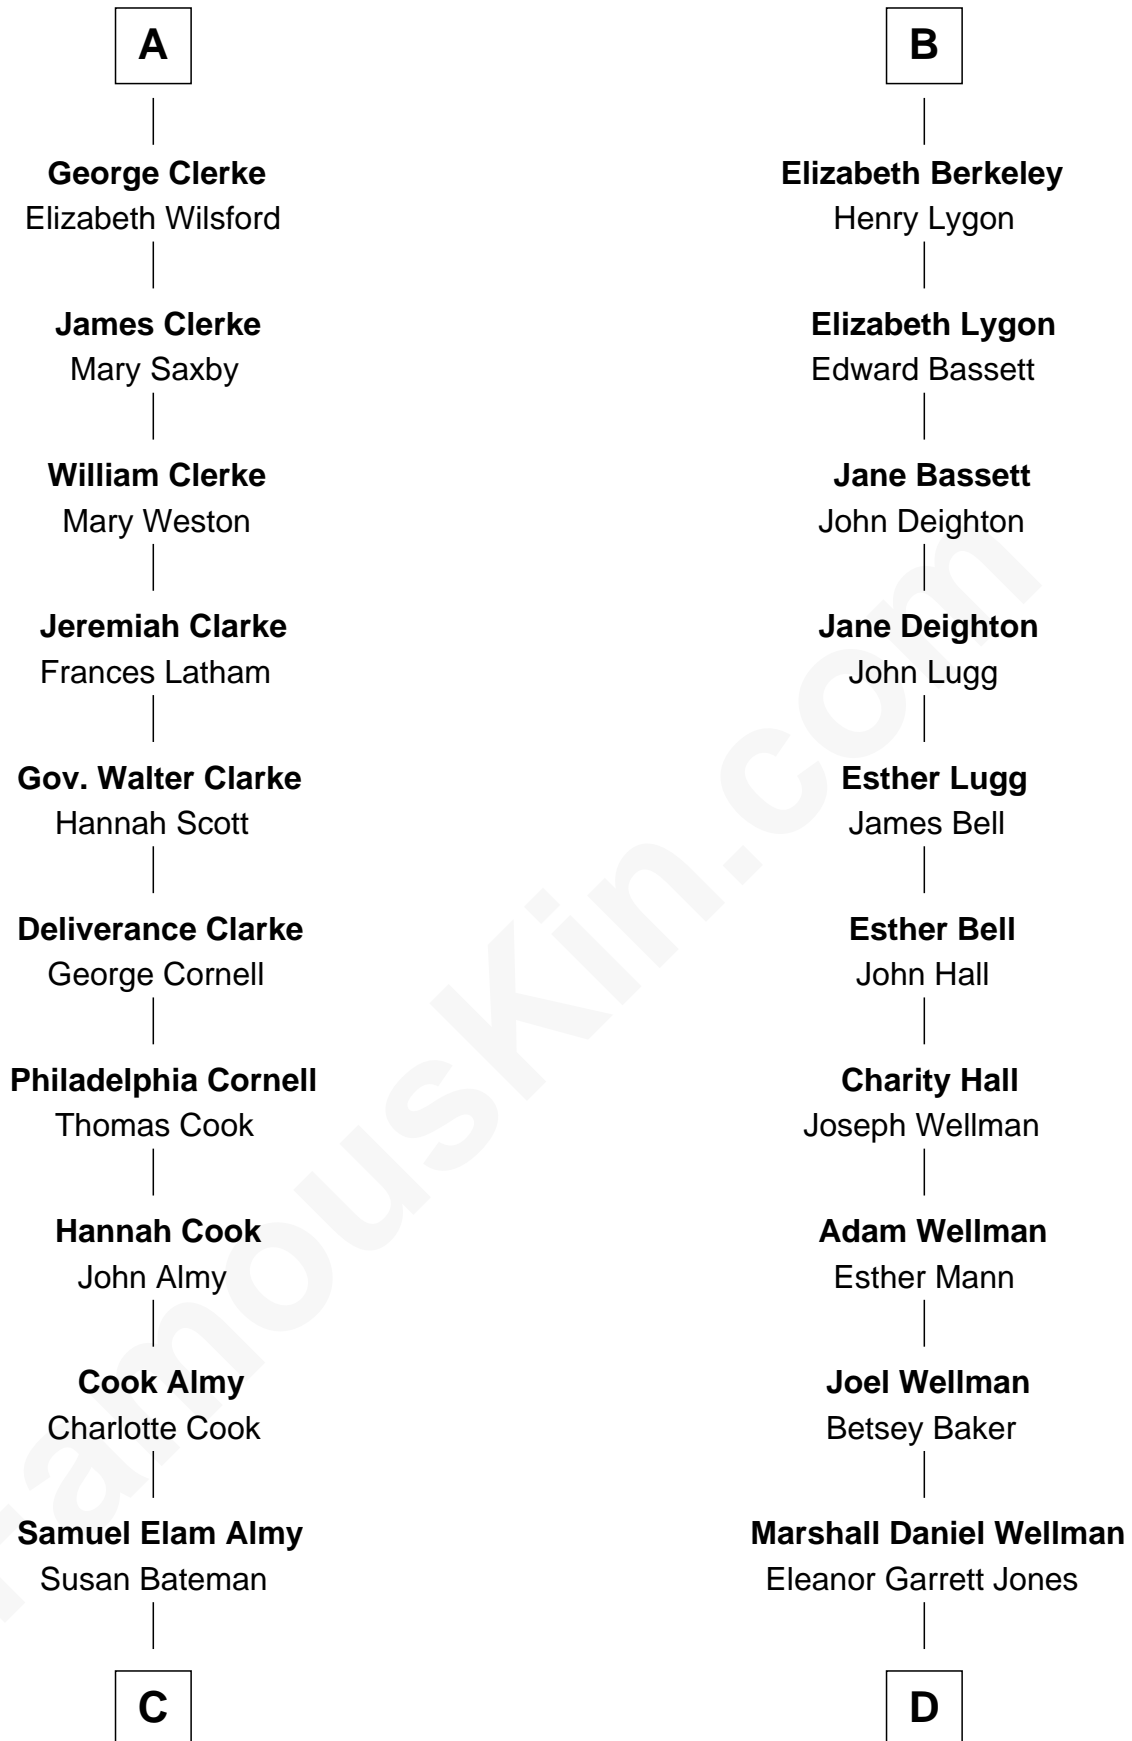 A
George Clerke
Elizabeth Wilsford
James Clerke
Mary Saxby
William Clerke
Mary Weston
Jeremiah Clarke
Frances Latham
Gov. Walter Clarke
Hannah Scott
Deliverance Clarke
George Cornell
Philadelphia Cornell
Thomas Cook
Hannah Cook
John Almy
Cook Almy
Charlotte Cook
Samuel Elam Almy
Susan Bateman
C
B
Elizabeth Berkeley
Henry Lygon
Elizabeth Lygon
Edward Bassett
Jane Bassett
John Deighton
Jane Deighton
John Lugg
Esther Lugg
James Bell
Esther Bell
John Hall
Charity Hall
Joseph Wellman
Adam Wellman
Esther Mann
Joel Wellman
Betsey Baker
Marshall Daniel Wellman
Eleanor Garrett Jones
D
FamousKin.com